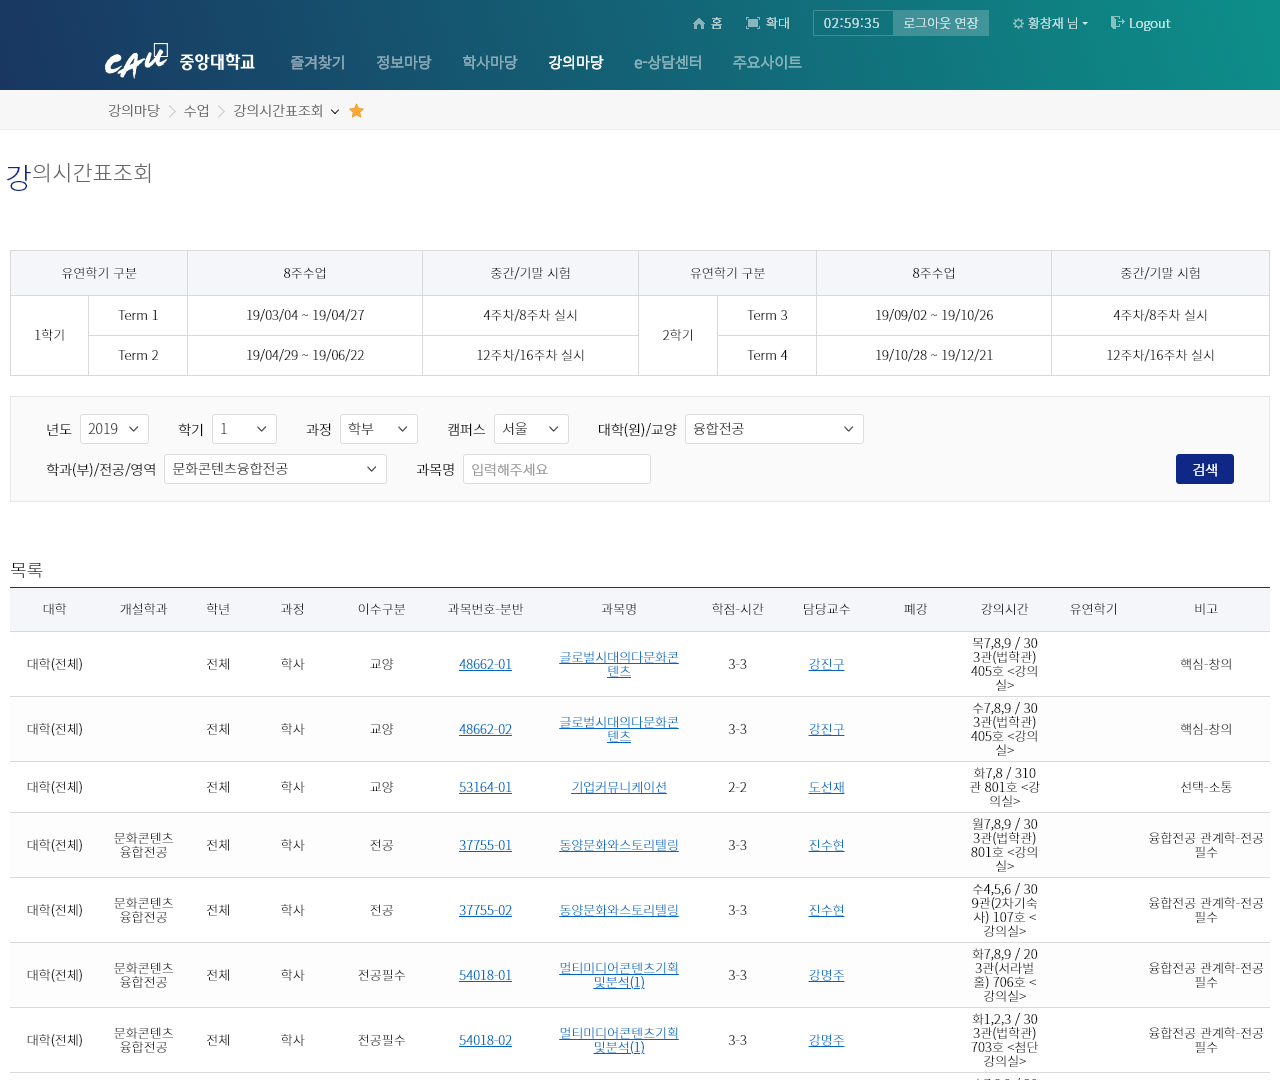 홈 확대 02:59:35 로그아웃 연장 황창재 님 Logout
CAU 중앙대학교 즐겨찾기 정보마당 학사마당 강의마당 e-상담센터 주요사이트
강의마당 수업 강의시간표조회
강의시간표조회
유연학기 구분 8주수업 중간/기말 시험 유연학기 구분 8주수업 중간/기말 시험
1학기 Term 1 19/03/04 ~ 19/04/27 4주차/8주차 실시 2학기 Term 3 19/09/02 ~ 19/10/26 4주차/8주차 실시
Term 2 19/04/29 ~ 19/06/22 12주차/16주차 실시 Term 4 19/10/28 ~ 19/12/21 12주차/16주차 실시
년도 2019 학기 1 과정 학부 캠퍼스 서울 대학(원)/교양 융합전공
학과(부)/전공/영역 문화콘텐츠융합전공 과목명 입력해주세요 검색
목록
대학 개설학과 학년 과정 이수구분 과목번호-분반 과목명 학점-시간 담당교수 폐강 강의시간 유연학기 비고
대학(전체) 전체 학사 교양 48662-01 글로벌시대의다문화콘
텐츠 3-3 강진구 목7,8,9 / 30
3관(법학관)
405호 <강의
실> 핵심-창의
대학(전체) 전체 학사 교양 48662-02 글로벌시대의다문화콘
텐츠 3-3 강진구 수7,8,9 / 30
3관(법학관)
405호 <강의
실> 핵심-창의
대학(전체) 전체 학사 교양 53164-01 기업커뮤니케이션 2-2 도선재 화7,8 / 310
관 801호 <강
의실> 선택-소통
대학(전체) 문화콘텐츠
융합전공 전체 학사 전공 37755-01 동양문화와스토리텔링 3-3 진수현 월7,8,9 / 30
3관(법학관)
801호 <강의
실> 융합전공 관계학-전공
필수
대학(전체) 문화콘텐츠
융합전공 전체 학사 전공 37755-02 동양문화와스토리텔링 3-3 진수현 수4,5,6 / 30
9관(2차기숙
사) 107호 <
강의실> 융합전공 관계학-전공
필수
대학(전체) 문화콘텐츠
융합전공 전체 학사 전공필수 54018-01 멀티미디어콘텐츠기획
및분석(1) 3-3 강명주 화7,8,9 / 20
3관(서라벌
홀) 706호 <
강의실> 융합전공 관계학-전공
필수
대학(전체) 문화콘텐츠
융합전공 전체 학사 전공필수 54018-02 멀티미디어콘텐츠기획
및분석(1) 3-3 강명주 화1,2,3 / 30
3관(법학관)
703호 <첨단
강의실> 융합전공 관계학-전공
필수